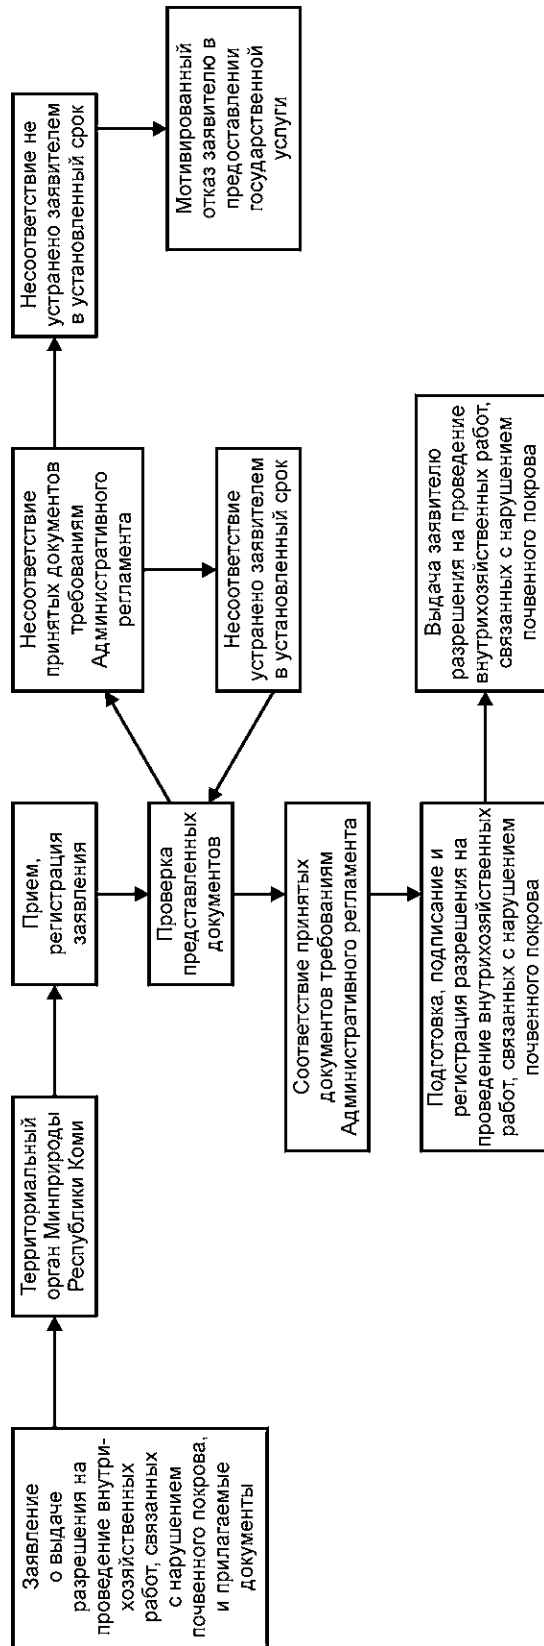 Заявление
о выдаче
разрешения на
проведение внутри-
хозяйственных
работ, связанных
с нарушением
почвенного покрова,
и прилагаемые
документы
Территориальный
орган Минприроды
Республики Коми
Прием,
регистрация
заявления
Проверка
представленных
документов
Несоответствие
принятых документов
требованиям
Административного
регламента
Несоответствие не
устранено заявителем
в установленный срок
Мотивированный
отказ заявителю в
предоставлении
государственной
услуги
Несоответствие
устранено заявителем
в установленный срок
Соответствие принятых
документов требованиям
Административного регламента
Подготовка, подписание и
регистрация разрешения на
проведение внутрихозяйственных
работ, связанных с нарушением
почвенного покрова
Выдача заявителю
разрешения на проведение
внутрихозяйственных работ,
связанных с нарушением
почвенного покрова